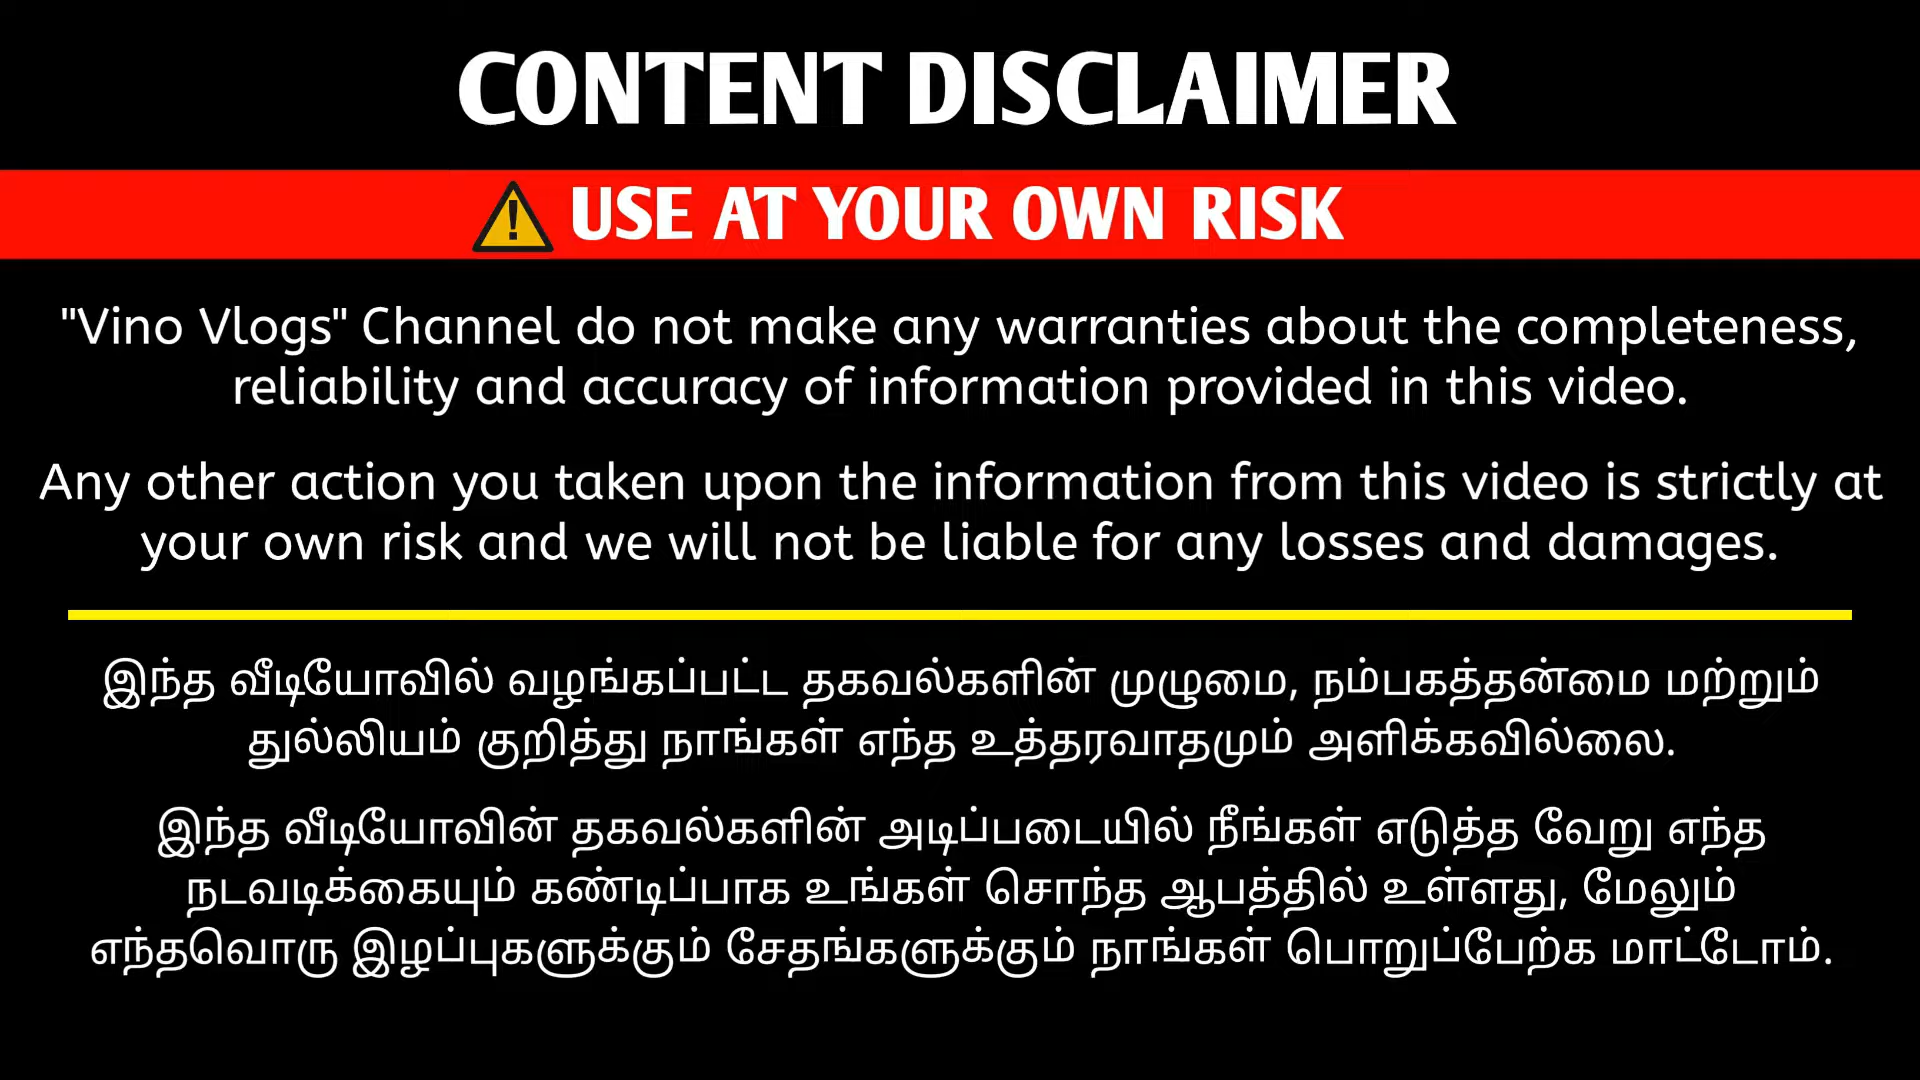 CONTENT DISCLAIMER
USE AT YOUR OWN RISK
"Vino Vlogs" Channel do not make any warranties about the completeness,
reliability and accuracy of information provided in this video.
Any other action you taken upon the information from this video is strictly at
your own risk and we will not be liable for any losses and damages.
இந்த வீடியோவில் வழங்கப்பட்ட தகவல்களின் முழுமை, நம்பகத்தன்மை மற்றும்
துல்லியம் குறித்து நாங்கள் எந்த உத்தரவாதமும் அளிக்கவில்லை.
இந்த வீடியோவின் தகவல்களின் அடிப்படையில் நீங்கள் எடுத்த வேறு எந்த
நடவடிக்கையும் கண்டிப்பாக உங்கள் சொந்த ஆபத்தில் உள்ளது, மேலும்
எந்தவொரு இழப்புகளுக்கும் சேதங்களுக்கும் நாங்கள் பொறுப்பேற்க மாட்டோம்.